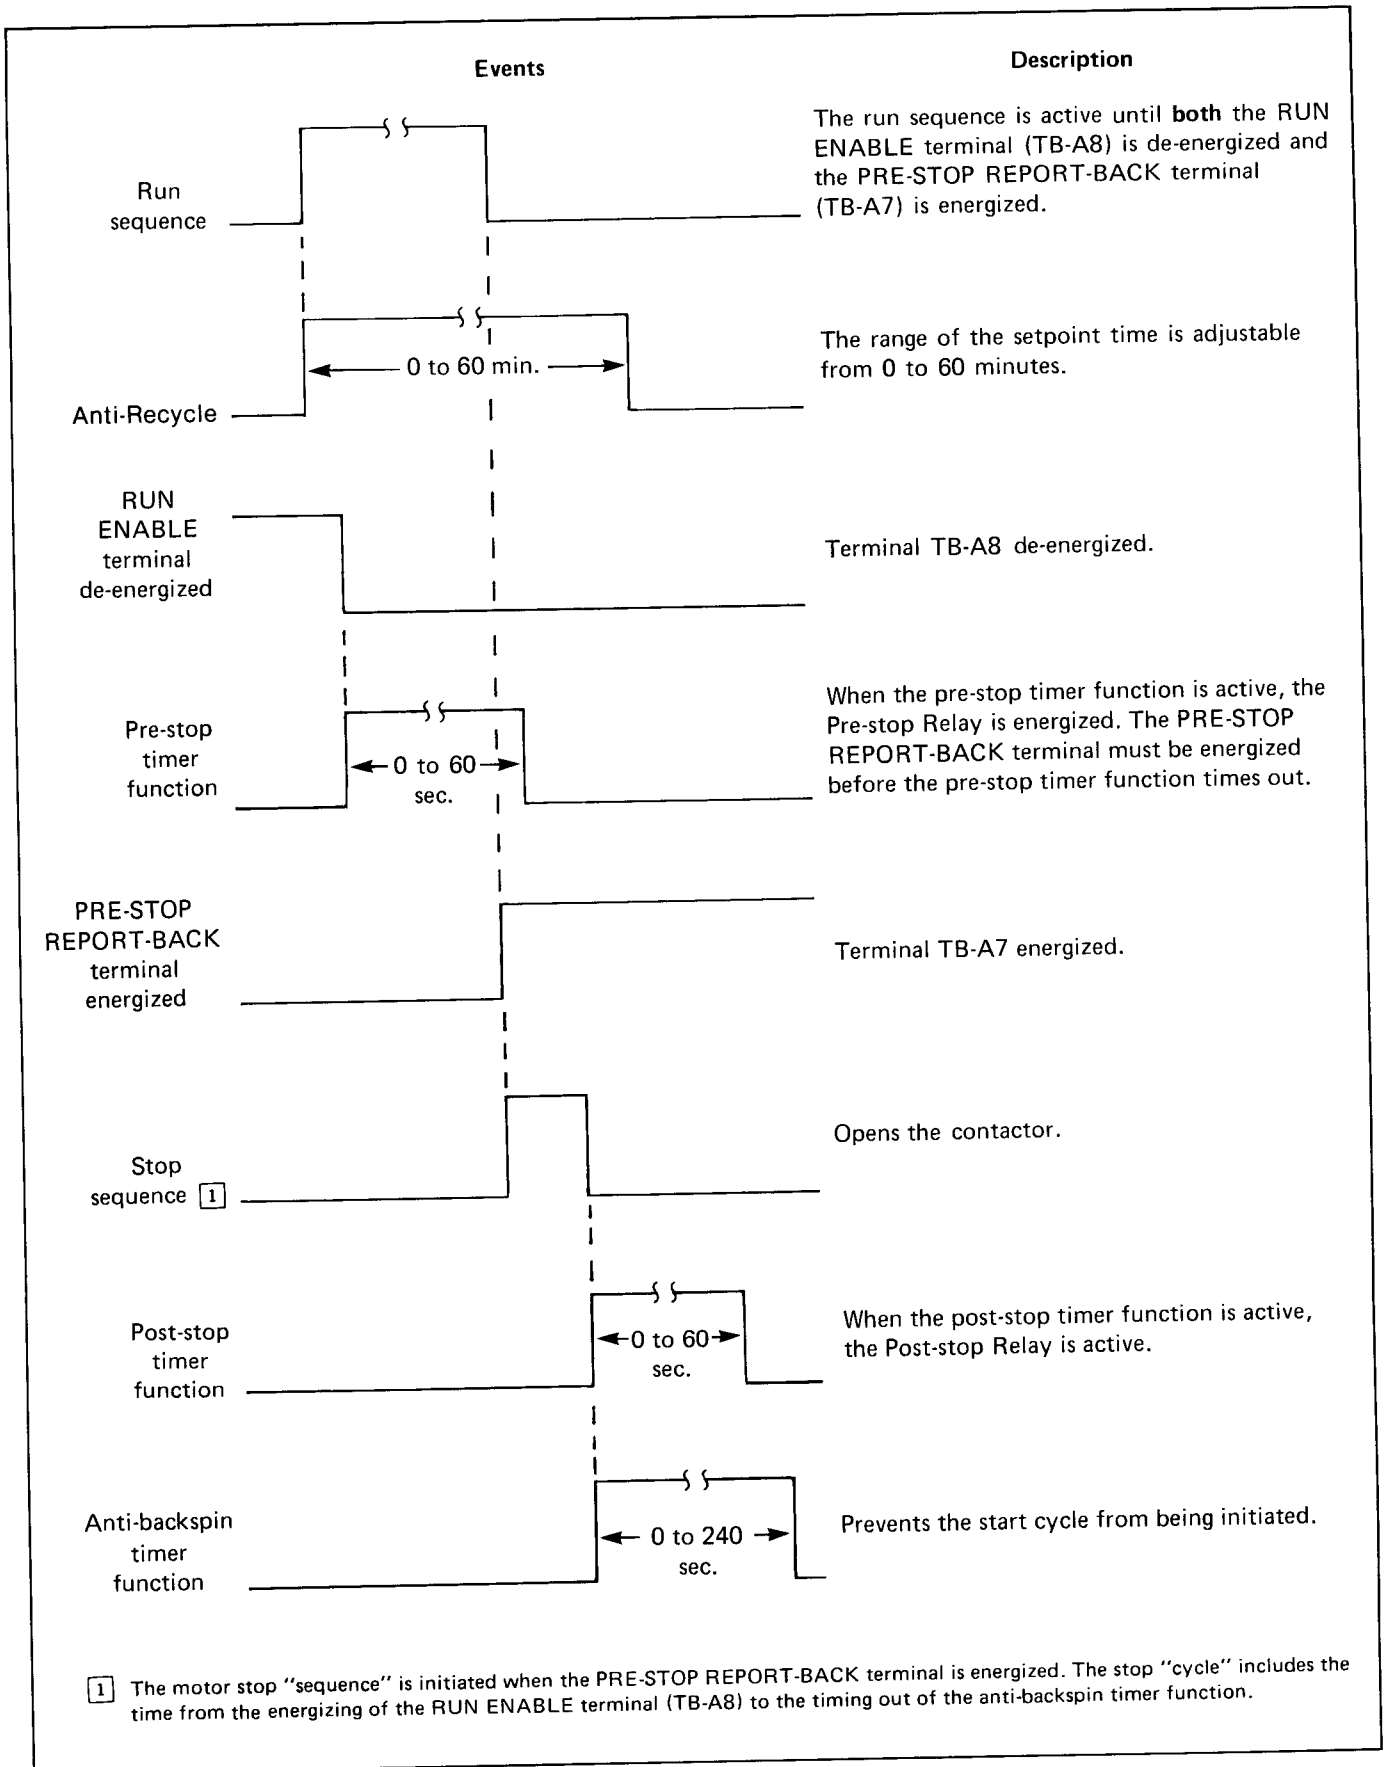 Events
Description
Run
sequence
The run sequence is active until both the RUN
ENABLE terminal (TB-A8) is de-energized and
the PRE-STOP REPORT-BACK terminal
(TB-A7) is energized.
Anti-Recycle
0 to 60 min.
The range of the setpoint time is adjustable
from 0 to 60 minutes.
RUN
ENABLE
terminal
de-energized
Terminal TB-A8 de-energized.
Pre-stop
timer
function
0 to 60
sec.
When the pre-stop timer function is active, the
Pre-stop Relay is energized. The PRE-STOP
REPORT-BACK terminal must be energized
before the pre-stop timer function times out.
PRE-STOP
REPORT-BACK
terminal
energized
Terminal TB-A7 energized.
Stop
sequence [1]
Opens the contactor.
Post-stop
timer
function
0 to 60
sec.
When the post-stop timer function is active,
the Post-stop Relay is active.
Anti-backspin
timer
function
0 to 240
sec.
Prevents the start cycle from being initiated.
[1] The motor stop "sequence" is initiated when the PRE-STOP REPORT-BACK terminal is energized. The stop "cycle" includes the
time from the energizing of the RUN ENABLE terminal (TB-A8) to the timing out of the anti-backspin timer function.